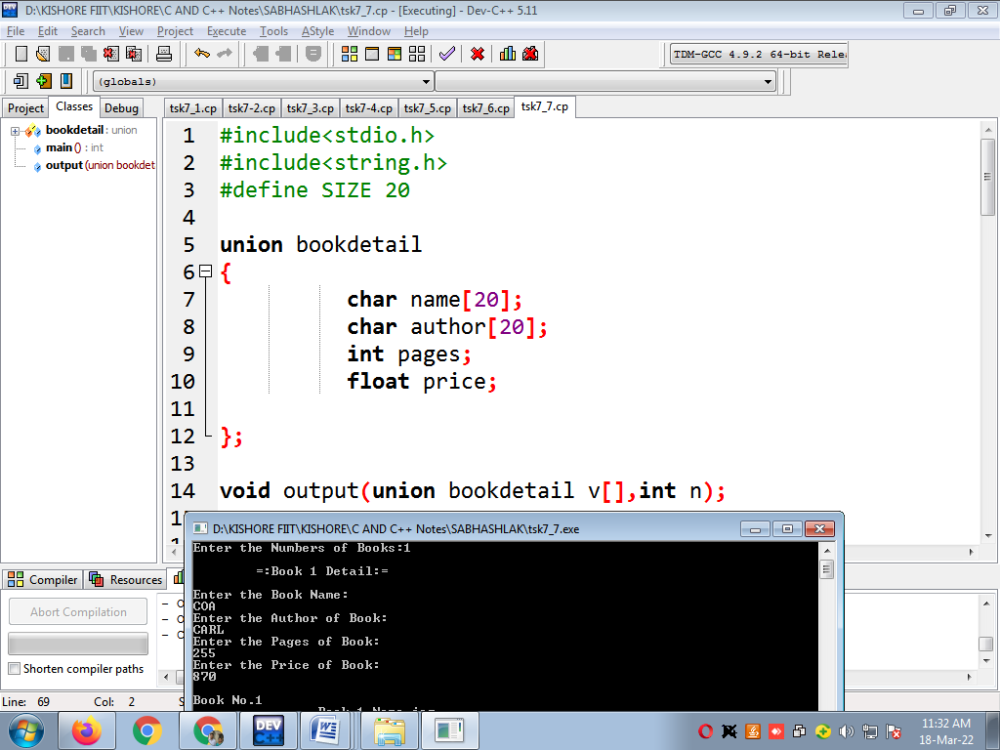 D:\KISHORE FIIT\KISHORE\C AND C++ Notes\SABHASHLAK\tsk7_7.cp - [Executing] - Dev-C++ 5.11
File Edit Search View Project Execute Tools AStyle Window Help
TDM-GCC 4.9.2 64-bit Rele
(globals)
Project Classes Debug
tsk7_1.cp tsk7-2.cp tsk7_3.cp tsk7-4.cp tsk7_5.cp tsk7_6.cp tsk7_7.cp
bookdetail : union
main () : int
output (union bookdet
1 #include<stdio.h>
2 #include<string.h>
3 #define SIZE 20
4
5 union bookdetail
6 {
7 char name[20];
8 char author[20];
9 int pages;
10 float price;
11
12 };
13
14 void output(union bookdetail v[],int n);
D:\KISHORE FIIT\KISHORE\C AND C++ Notes\SABHASHLAK\tsk7_7.exe
Enter the Numbers of Books:1
=:Book 1 Detail:=
Enter the Book Name:
COA
Enter the Author of Book:
CARL
Enter the Pages of Book:
255
Enter the Price of Book:
870
Book No.1
Compiler Resources
Abort Compilation
Shorten compiler paths
Line: 69 Col: 2
DEV C++
11:32 AM
18-Mar-22